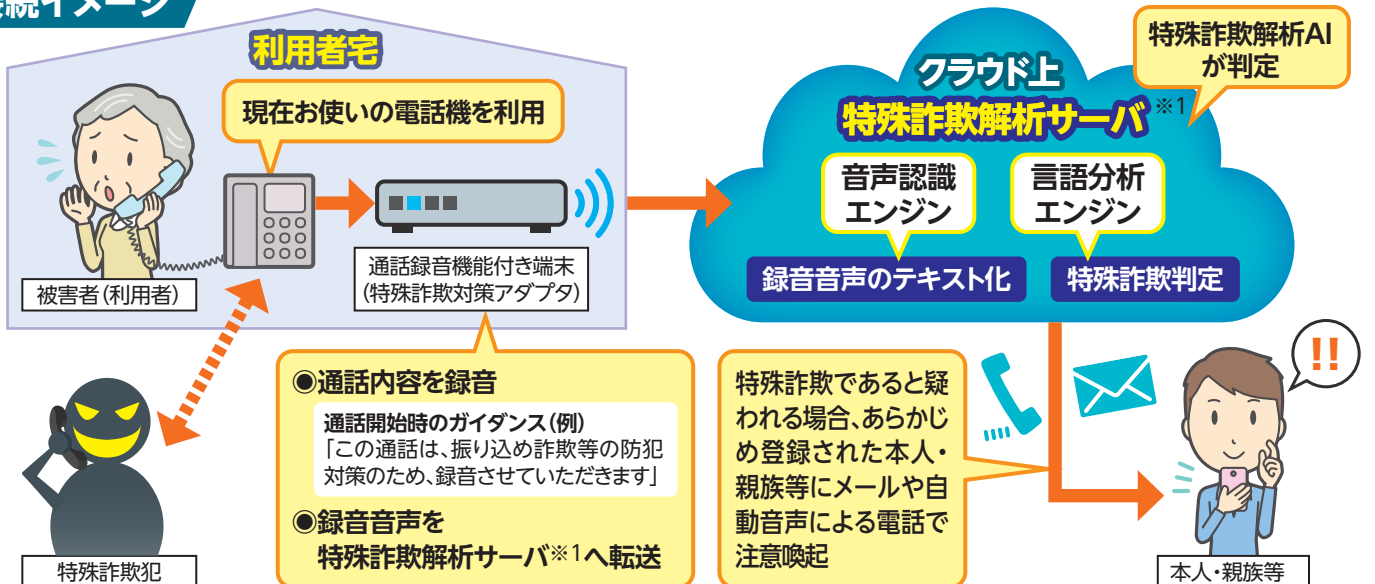 接続イメージ
利用者宅
現在お使いの電話機を利用
被害者(利用者)
通話録音機能付き端末
(特殊詐欺対策アダプタ)
特殊詐欺犯
◉通話内容を録音
通話開始時のガイダンス(例)
「この通話は、振り込め詐欺等の防犯
対策のため、録音させていただきます」
◉録音音声を
特殊詐欺解析サーバ※1へ転送
クラウド上
特殊詐欺解析サーバ※1
特殊詐欺解析AI
が判定
音声認識
エンジン
言語分析
エンジン
録音音声のテキスト化
特殊詐欺判定
特殊詐欺であると疑
われる場合、あらかじ
め登録された本人・
親族等にメールや自
動音声による電話で
注意喚起
!!
本人・親族等